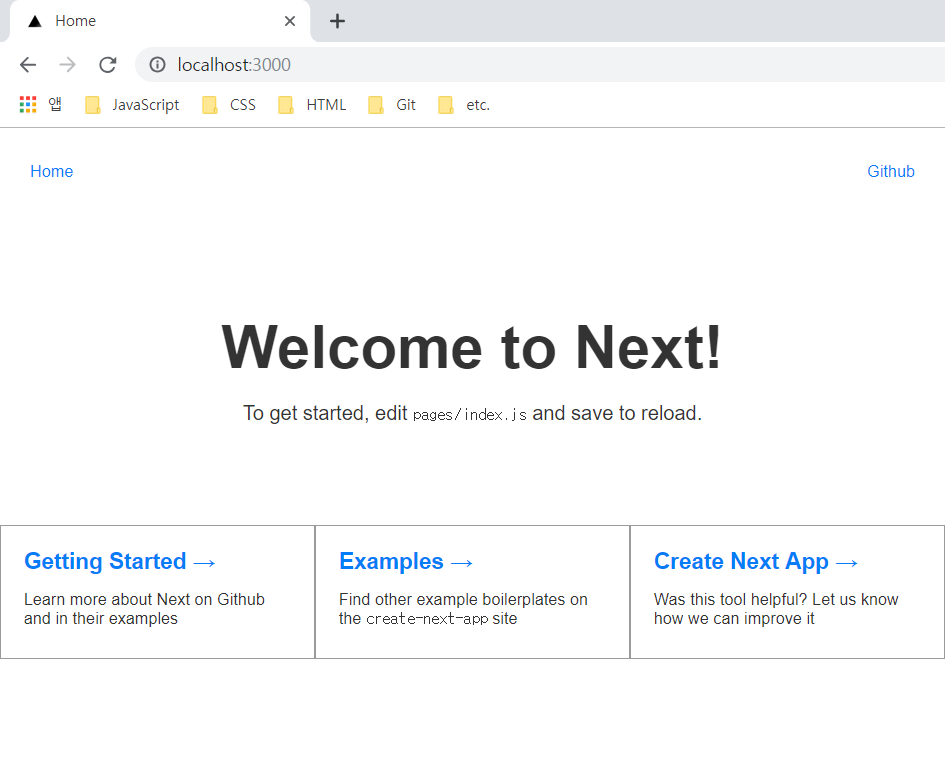 Home
localhost:3000
앱 JavaScript CSS HTML Git etc.
Home Github
Welcome to Next!
To get started, edit pages/index.js and save to reload.
Getting Started →
Learn more about Next on Github
and in their examples
Examples →
Find other example boilerplates on
the create-next-app site
Create Next App →
Was this tool helpful? Let us know
how we can improve it